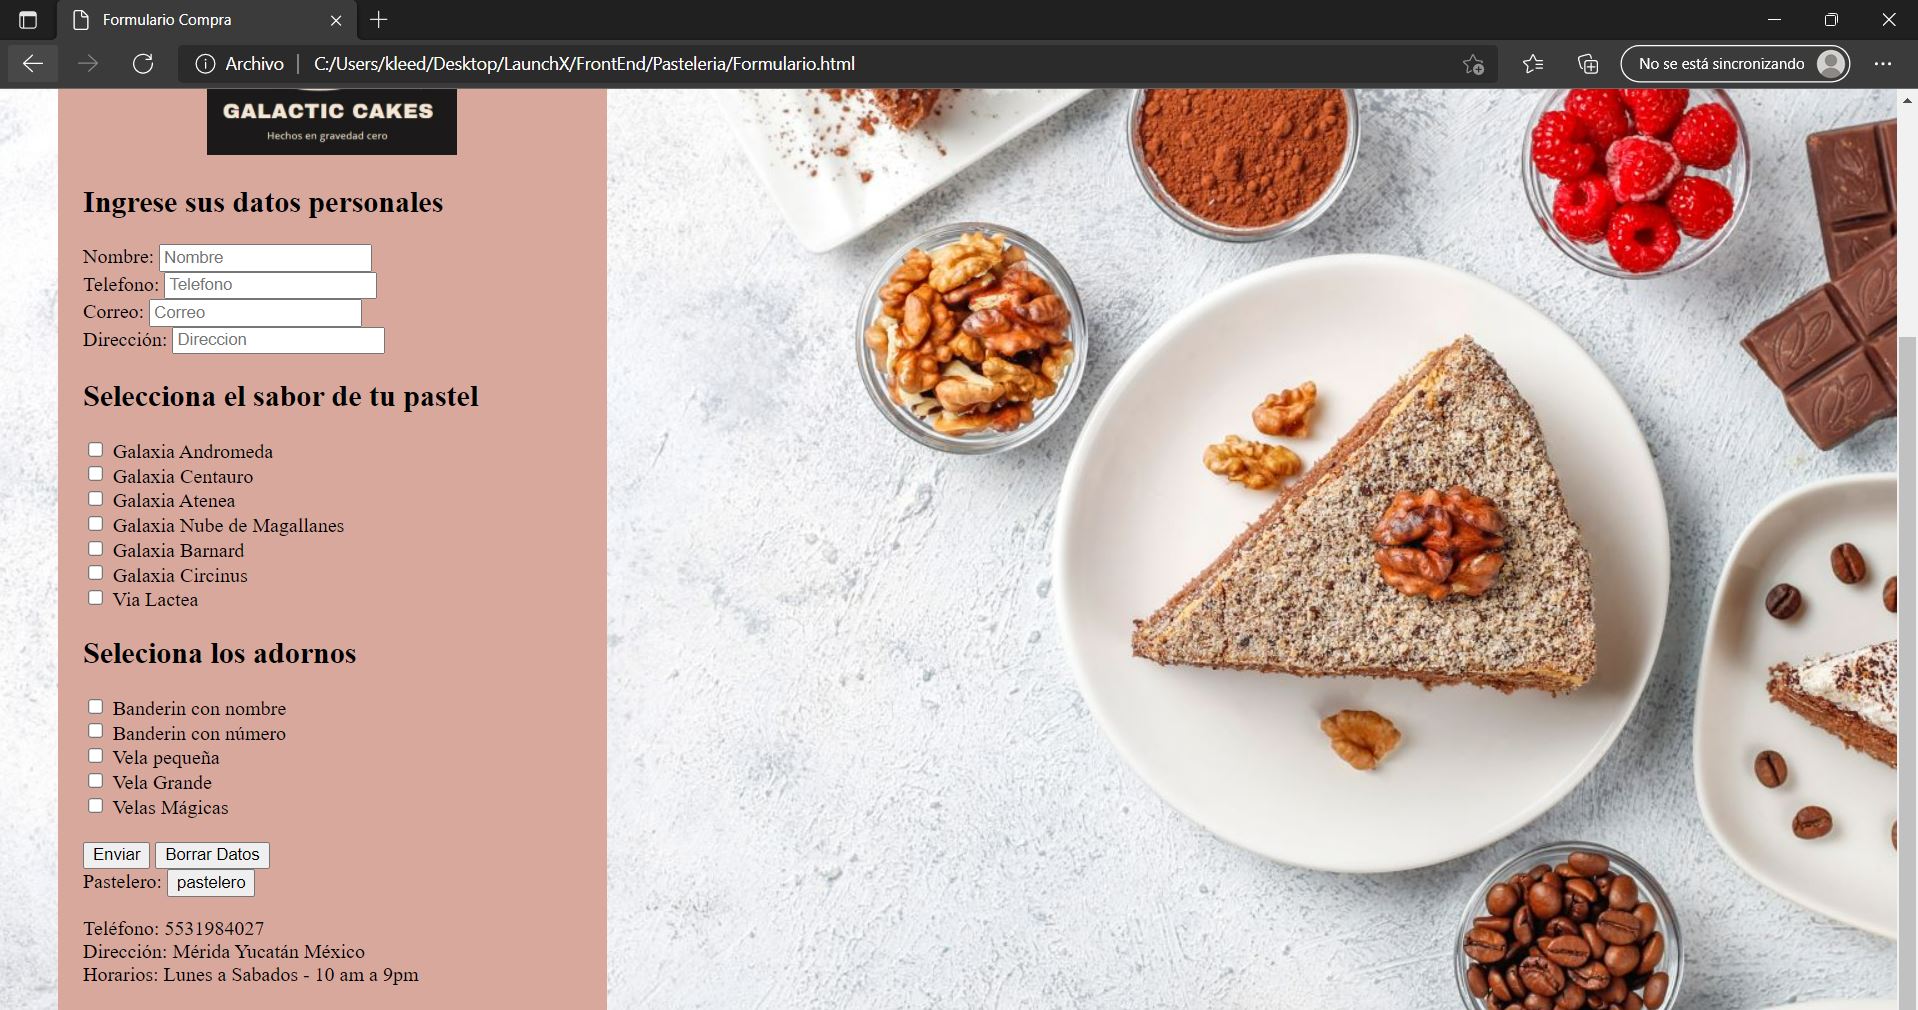 Formulario Compra
Archivo C:/Users/kleed/Desktop/LaunchX/FrontEnd/Pasteleria/Formulario.html No se está sincronizando
GALACTIC CAKES
Hechos en gravedad cero
Ingrese sus datos personales
Nombre: Nombre
Telefono: Telefono
Correo: Correo
Dirección: Direccion
Selecciona el sabor de tu pastel
Galaxia Andromeda
Galaxia Centauro
Galaxia Atenea
Galaxia Nube de Magallanes
Galaxia Barnard
Galaxia Circinus
Via Lactea
Seleciona los adornos
Banderin con nombre
Banderin con número
Vela pequeña
Vela Grande
Velas Mágicas
Enviar Borrar Datos
Pastelero: pastelero
Teléfono: 5531984027
Dirección: Mérida Yucatán México
Horarios: Lunes a Sabados - 10 am a 9pm